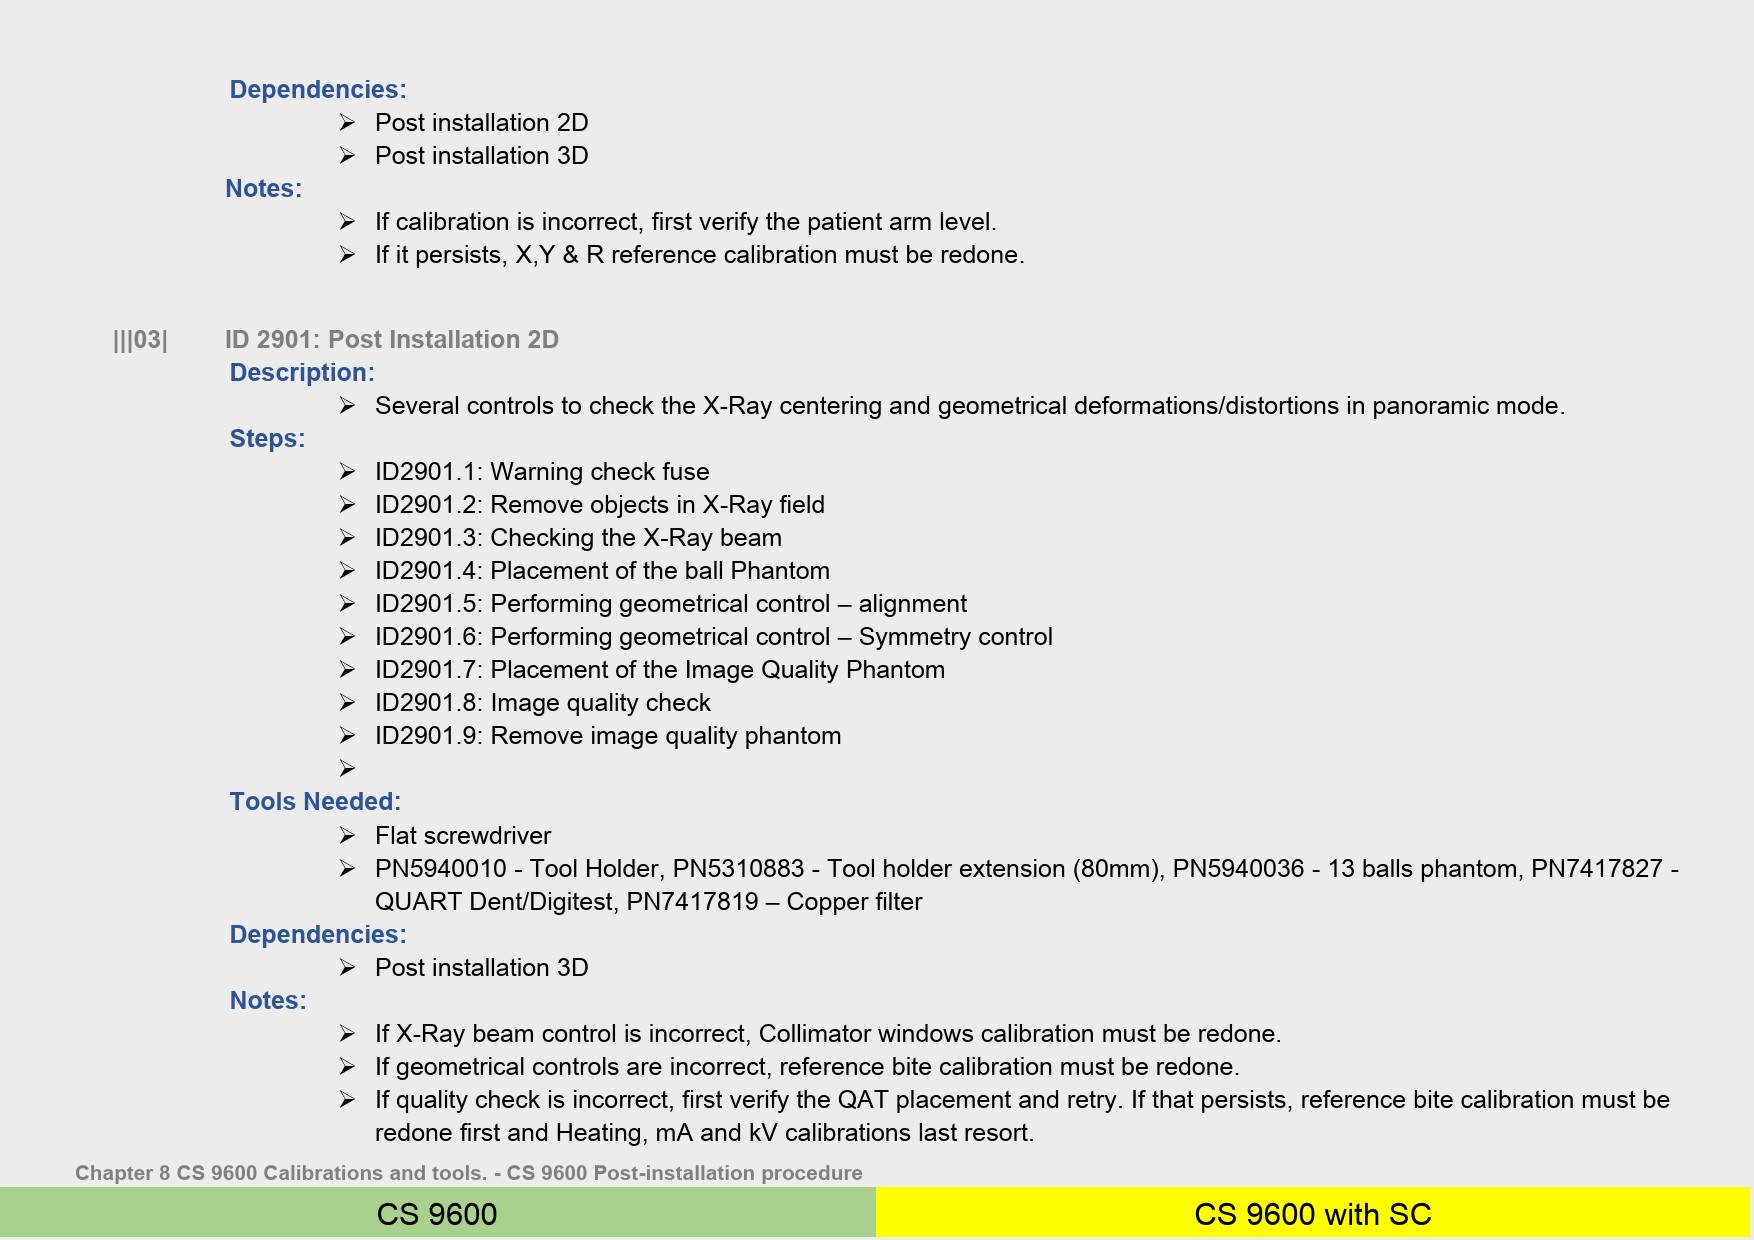 Dependencies:
➢ Post installation 2D
➢ Post installation 3D
Notes:
➢ If calibration is incorrect, first verify the patient arm level.
➢ If it persists, X,Y & R reference calibration must be redone.
|||03| ID 2901: Post Installation 2D
Description:
➢ Several controls to check the X-Ray centering and geometrical deformations/distortions in panoramic mode.
Steps:
➢ ID2901.1: Warning check fuse
➢ ID2901.2: Remove objects in X-Ray field
➢ ID2901.3: Checking the X-Ray beam
➢ ID2901.4: Placement of the ball Phantom
➢ ID2901.5: Performing geometrical control – alignment
➢ ID2901.6: Performing geometrical control – Symmetry control
➢ ID2901.7: Placement of the Image Quality Phantom
➢ ID2901.8: Image quality check
➢ ID2901.9: Remove image quality phantom
➢
Tools Needed:
➢ Flat screwdriver
➢ PN5940010 - Tool Holder, PN5310883 - Tool holder extension (80mm), PN5940036 - 13 balls phantom, PN7417827 -
QUART Dent/Digitest, PN7417819 – Copper filter
Dependencies:
➢ Post installation 3D
Notes:
➢ If X-Ray beam control is incorrect, Collimator windows calibration must be redone.
➢ If geometrical controls are incorrect, reference bite calibration must be redone.
➢ If quality check is incorrect, first verify the QAT placement and retry. If that persists, reference bite calibration must be
redone first and Heating, mA and kV calibrations last resort.
Chapter 8 CS 9600 Calibrations and tools. - CS 9600 Post-installation procedure
CS 9600
CS 9600 with SC